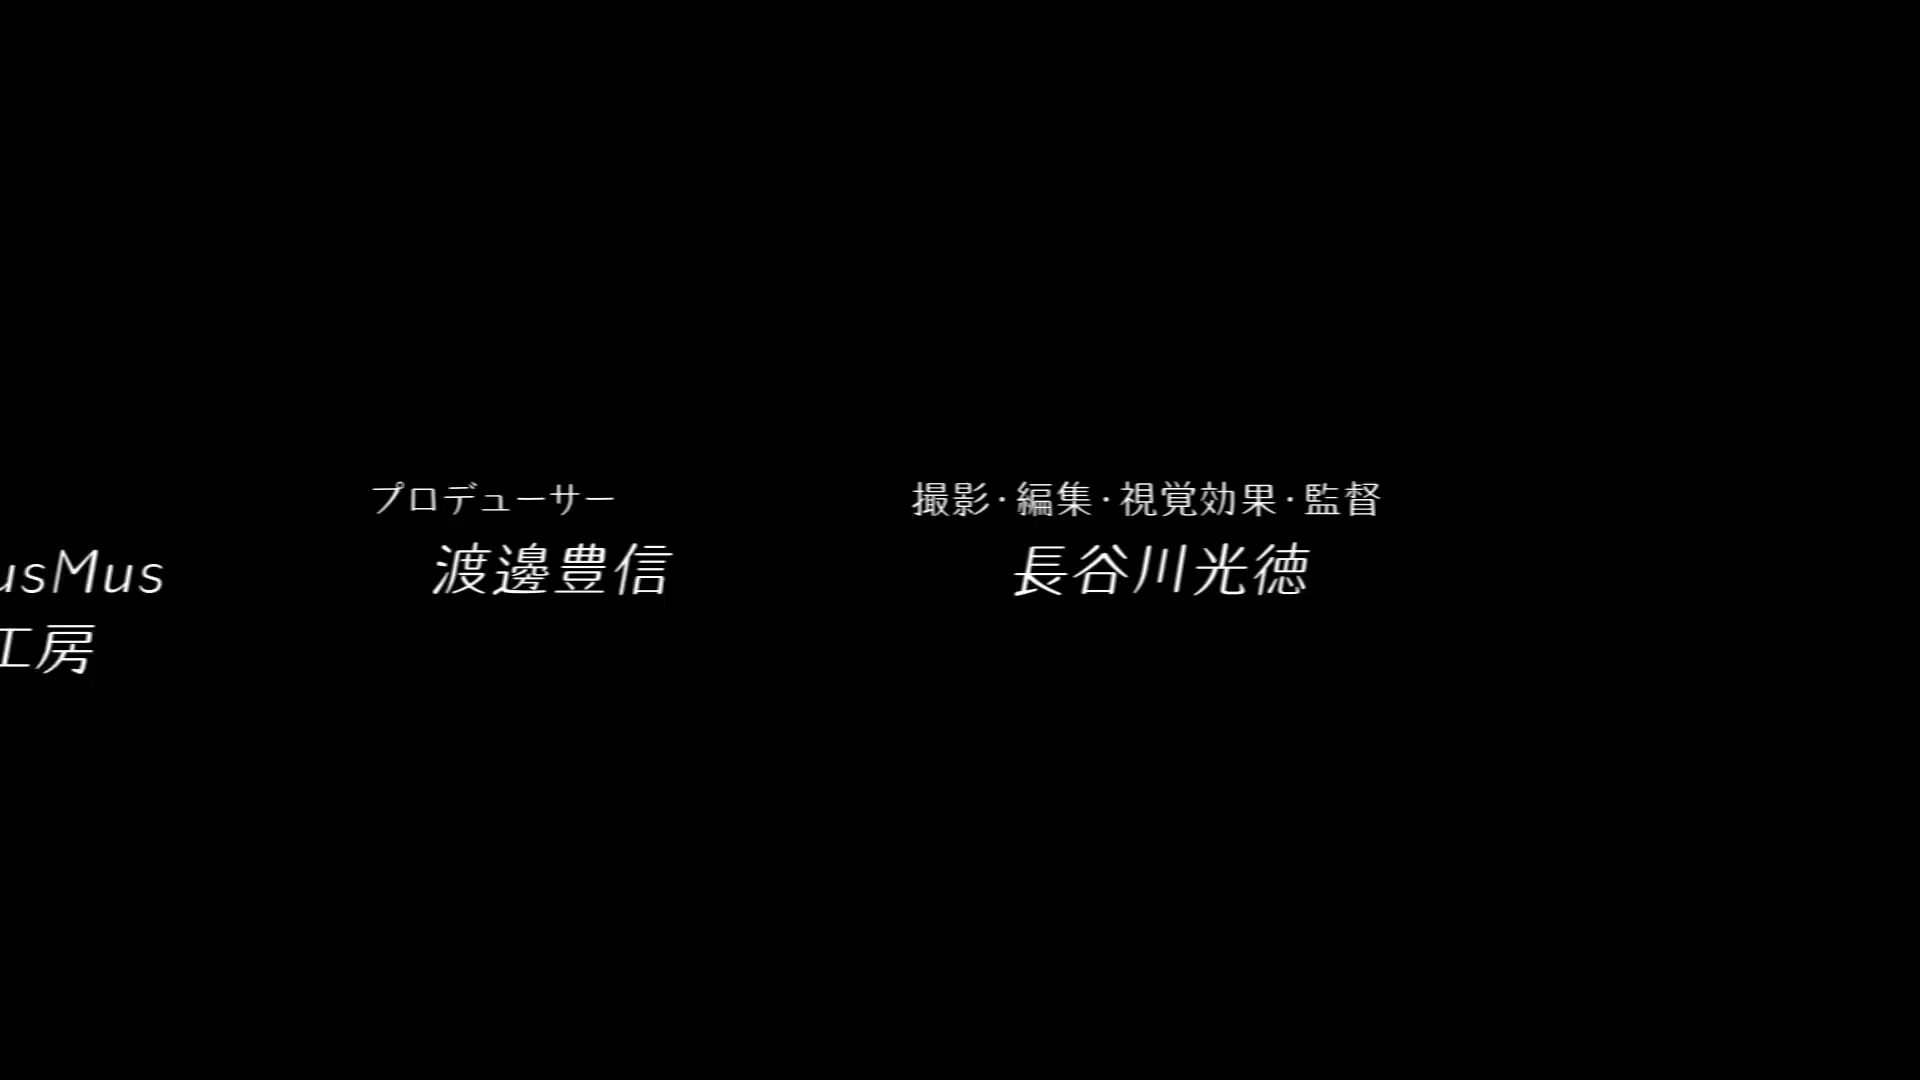 usMus
工房
プロデューサー
渡邊豊信
撮影・編集・視覚効果・監督
長谷川光徳